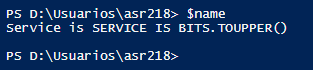 PS D:\Usuarios\asr218> $name
Service is SERVICE IS BITS.TOUPPER()
PS D:\Usuarios\asr218>